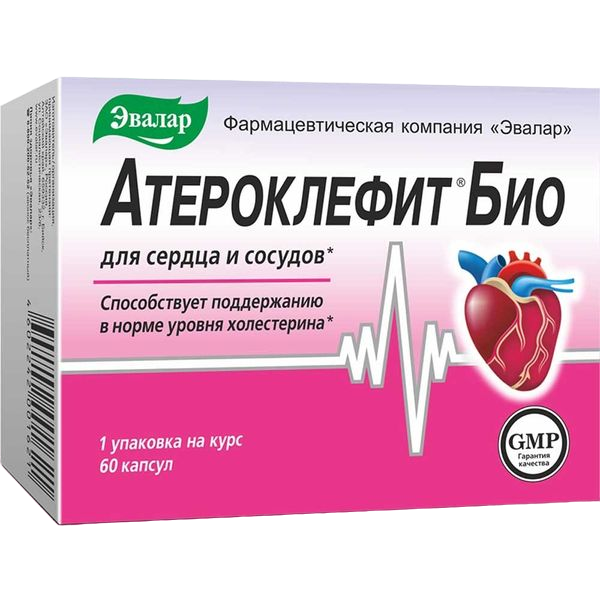 Эвалар
Фармацевтическая компания «Эвалар»
АТЕРОКЛЕФИТ® БИО
для сердца и сосудов*
Способствует поддержанию
в норме уровня холестерина*
1 упаковка на курс
60 капсул
GMP
Гарантия
качества